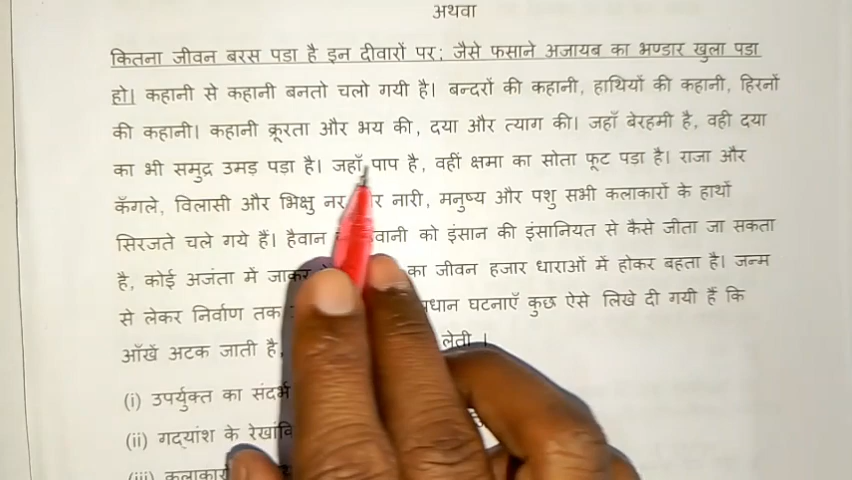 अथवा
कितना जीवन बरस पडा है इन दीवारों पर; जैसे फसाने अजायब का भण्डार खुला पडा
हो। कहानी से कहानी बनतो चलो गयी है। बन्दरों की कहानी, हाथियों की कहानी, हिरनों
की कहानी। कहानी क्रूरता और भय की, दया और त्याग की। जहाँ बेरहमी है, वही दया
का भी समुद्र उमड़ पडा है। जहाँ पाप है, वहीं क्षमा का सोता फूट पडा है। राजा और
कँगले, विलासी और भिक्षु नर नारी, मनुष्य और पशु सभी कलाकारों के हाथों
सिरजते चले गये हैं। हैवान को इंसान की इंसानियत से कैसे जीता जा सकता
है, कोई अजंता में जाकर का जीवन हजार धाराओं में होकर बहता है। जन्म
से लेकर निर्वाण तक घटनाएँ कुछ ऐसे लिखे दी गयी हैं कि
आँखें अटक जाती है, लेती ।
(i) उपर्युक्त का संदर्भ
(ii) गद्यांश के
(iii)